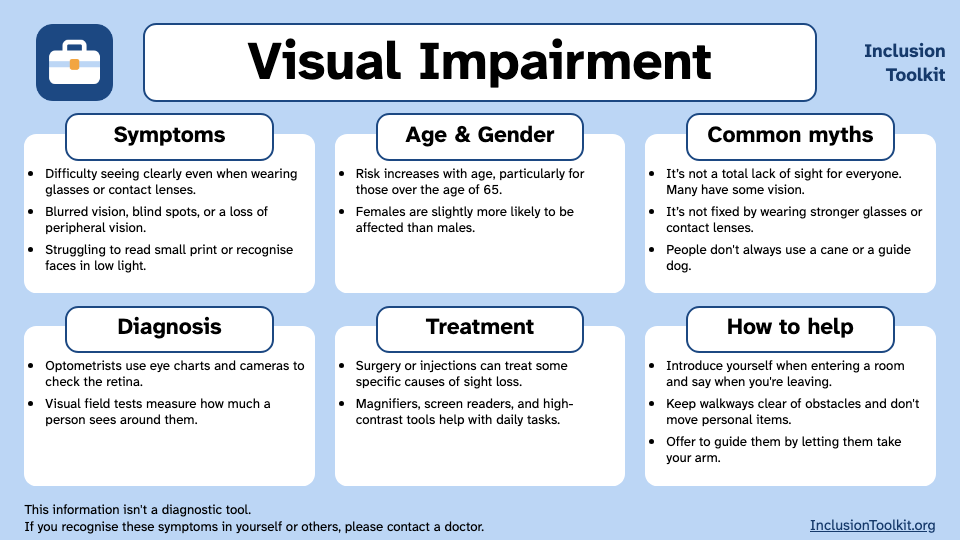 Visual Impairment
Inclusion
Toolkit
Symptoms
• Difficulty seeing clearly even when wearing
glasses or contact lenses.
• Blurred vision, blind spots, or a loss of
peripheral vision.
• Struggling to read small print or recognise
faces in low light.
Age & Gender
• Risk increases with age, particularly for
those over the age of 65.
• Females are slightly more likely to be
affected than males.
Common myths
• It's not a total lack of sight for everyone.
Many have some vision.
• It's not fixed by wearing stronger glasses or
contact lenses.
• People don't always use a cane or a guide
dog.
Diagnosis
• Optometrists use eye charts and cameras to
check the retina.
• Visual field tests measure how much a
person sees around them.
Treatment
• Surgery or injections can treat some
specific causes of sight loss.
• Magnifiers, screen readers, and high-
contrast tools help with daily tasks.
How to help
• Introduce yourself when entering a room
and say when you're leaving.
• Keep walkways clear of obstacles and don't
move personal items.
• Offer to guide them by letting them take
your arm.
This information isn't a diagnostic tool.
If you recognise these symptoms in yourself or others, please contact a doctor.
InclusionToolkit.org